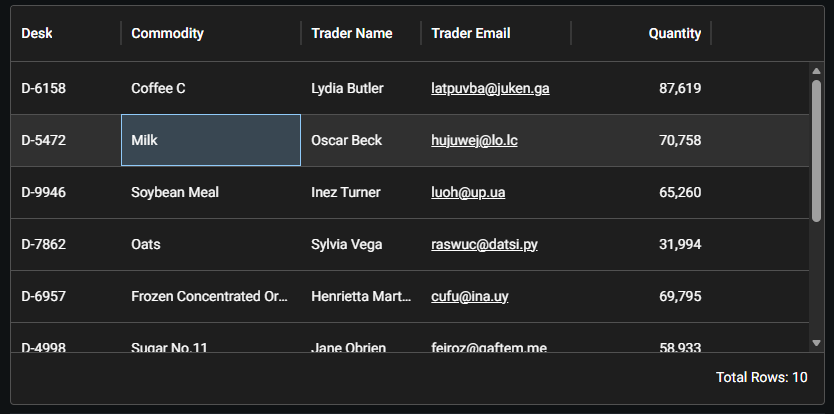 Desk Commodity Trader Name Trader Email Quantity
D-6158 Coffee C Lydia Butler latpuvba@juken.ga 87,619
D-5472 Milk Oscar Beck hujuwej@lo.lc 70,758
D-9946 Soybean Meal Inez Turner luoh@up.ua 65,260
D-7862 Oats Sylvia Vega raswuc@datsi.py 31,994
D-6957 Frozen Concentrated Or... Henrietta Mart... cufu@ina.uy 69,795
D-4998 Sugar No.11 Jane Obrien feiroz@gaftem.me 58,933
Total Rows: 10